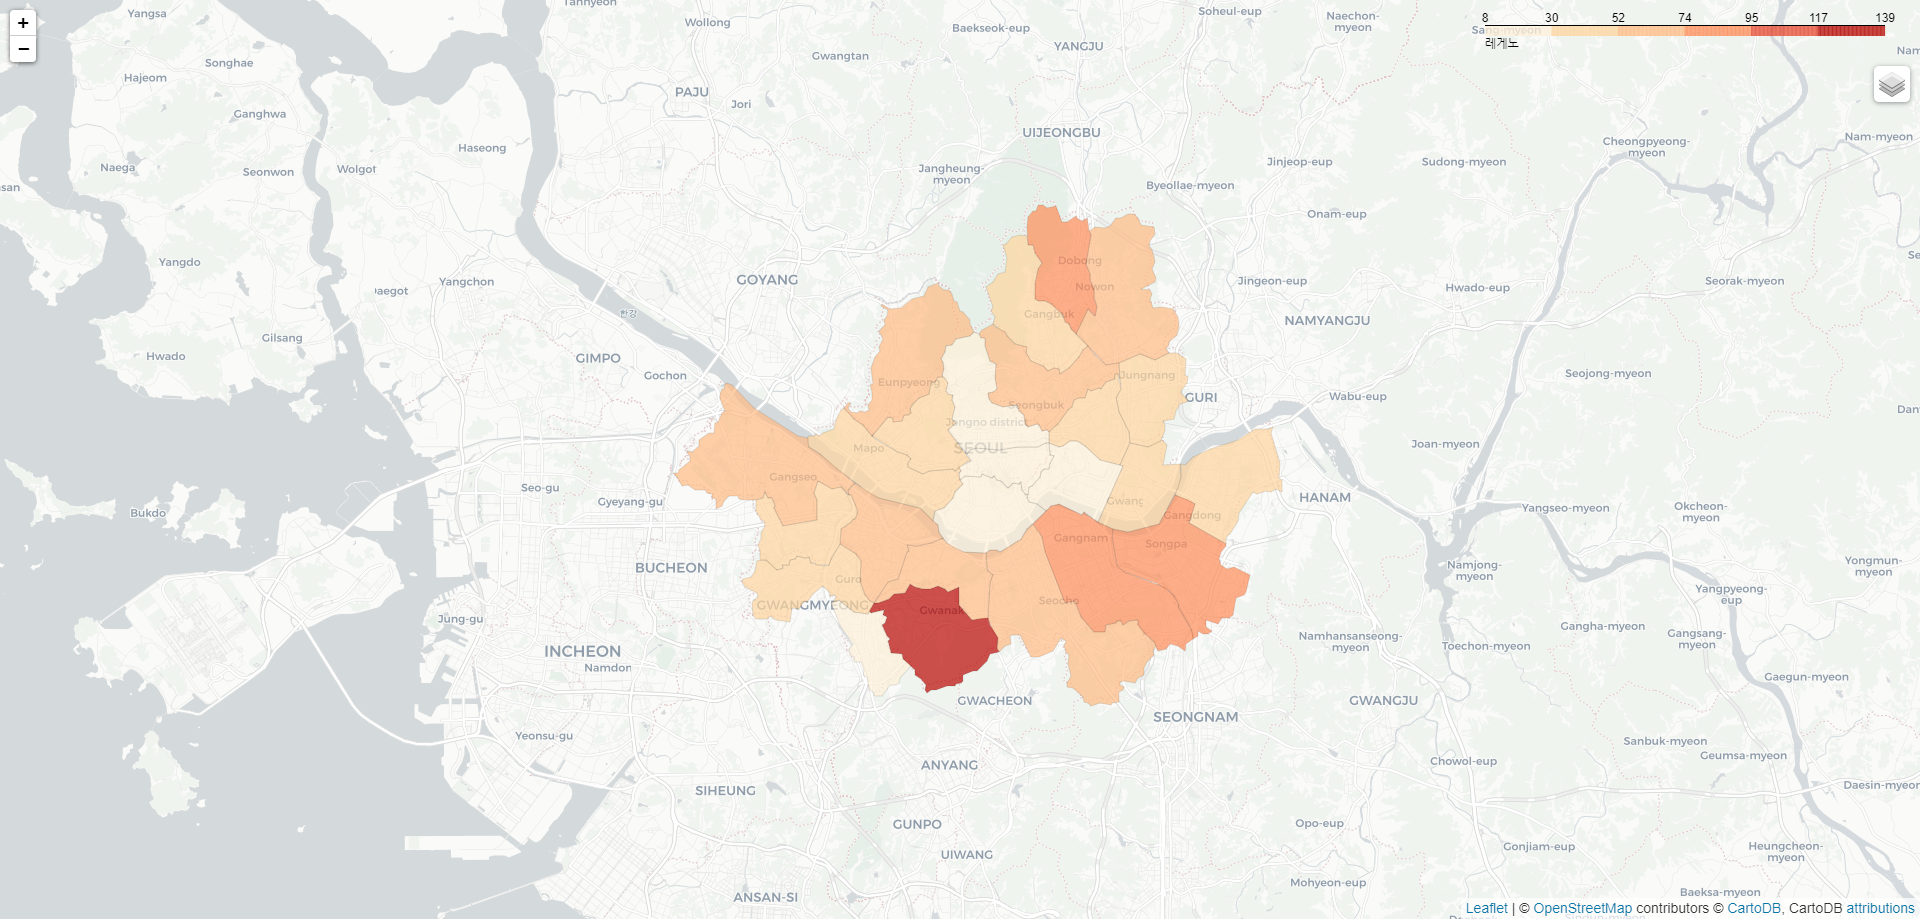 +
−
8 30 52 74 95 117 139
레게노
Yangsa
Tannyeon
Wollong
Soheul-eup
Baekseok-eup
Naechon-
myeon
Sang-myeon
YANGJU
Gwangtan
Songhae
Hajeom
PAJU
Jori
Ganghwa
UIJEONGBU
Haseong
Cheongpyeong-
myeon
Nam-myeon
Naega
Seonwon
Wolgot
Jangheung-
myeon
Jinjeop-eup
Sudong-myeon
Byeollae-myeon
Onam-eup
Yangdo
Yangchon
GOYANG
Dobong
Nowon
Jingeon-eup
Hwado-eup
Seorak-myeon
한강
Gangbuk
NAMYANGJU
Gilsang
Hwado
GIMPO
Gochon
Eunpyeong
Jungnang
Seojong-myeon
GURI
Wabu-eup
Seongbuk
Jongno district
SEOUL
Mapo
Joan-myeon
Gangseo
Seo-gu
Gyeyang-gu
Gwang
HANAM
Bukdo
Gangdong
Yangseo-myeon
Okcheon-
myeon
Gangnam
Songpa
BUCHEON
Guro
Namjong-
myeon
Yongmun-
myeon
Yangpyeong-
eup
GWANGMYEONG
Gwanak
Seocho
Jung-gu
Namhansanseong-
myeon
Gangha-myeon
Gangsang-
myeon
Toechon-myeon
INCHEON
Namdon
Gaegun-myeon
GWACHEON
GWANGJU
SEONGNAM
Yeonsu-gu
Sanbuk-myeon
Geumsa-myeon
ANYANG
Chowol-eup
SIHEUNG
Daesin-myeon
GUNPO
Opo-eup
UIWANG
Gonjiam-eup
Heungcheon-
myeon
ANSAN-SI
Mohyeon-eup
Baeksa-myeon
Leaflet | © OpenStreetMap contributors © CartoDB, CartoDB attributions